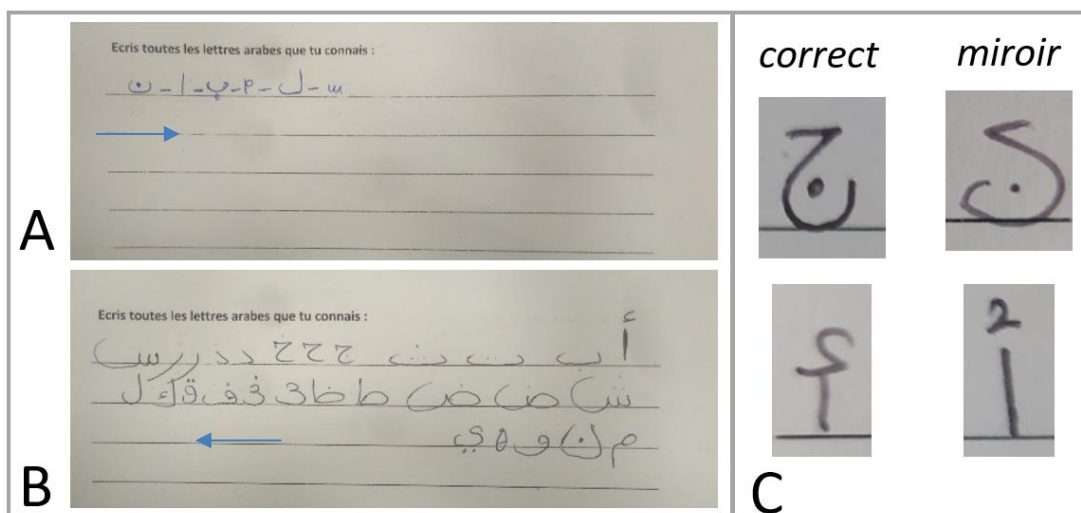 Ecris toutes les lettres arabes que tu connais :
س - ل - م - ب - ا - ن
A
Ecris toutes les lettres arabes que tu connais :
أ ب ت ث ج ح خ د ذ ر ز س
ش ض ض ط ظ ع غ ف ق ك ل
م ن و ه ي
B
correct miroir
ج
أ
C